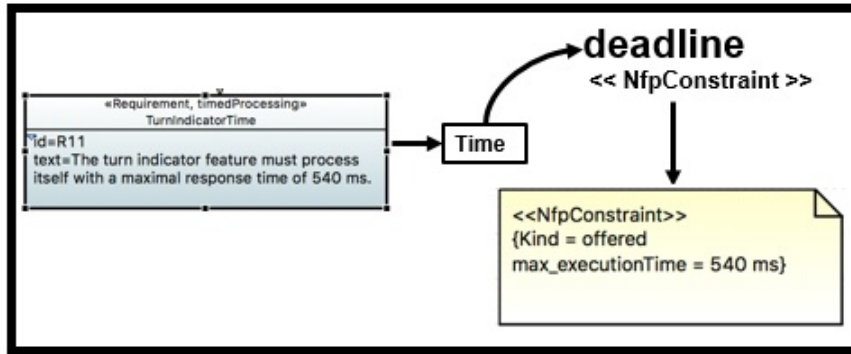 «Requirement, timedProcessing»
TurnIndicatorTime
id=R11
text=The turn indicator feature must process
itself with a maximal response time of 540 ms.
Time
deadline
<< NfpConstraint >>
<<NfpConstraint>>
{Kind = offered
max_executionTime = 540 ms}